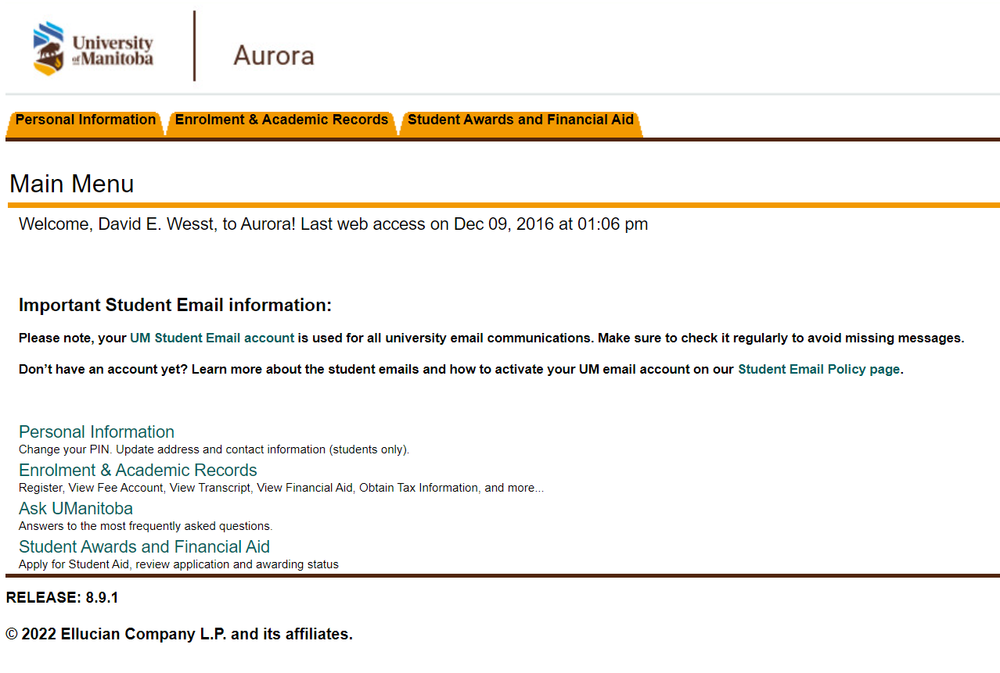 University
of Manitoba
Aurora
Personal Information Enrolment & Academic Records Student Awards and Financial Aid
Main Menu
Welcome, David E. Wesst, to Aurora! Last web access on Dec 09, 2016 at 01:06 pm
Important Student Email information:
Please note, your UM Student Email account is used for all university email communications. Make sure to check it regularly to avoid missing messages.
Don’t have an account yet? Learn more about the student emails and how to activate your UM email account on our Student Email Policy page.
Personal Information
Change your PIN. Update address and contact information (students only).
Enrolment & Academic Records
Register, View Fee Account, View Transcript, View Financial Aid, Obtain Tax Information, and more...
Ask UManitoba
Answers to the most frequently asked questions.
Student Awards and Financial Aid
Apply for Student Aid, review application and awarding status
RELEASE: 8.9.1
© 2022 Ellucian Company L.P. and its affiliates.